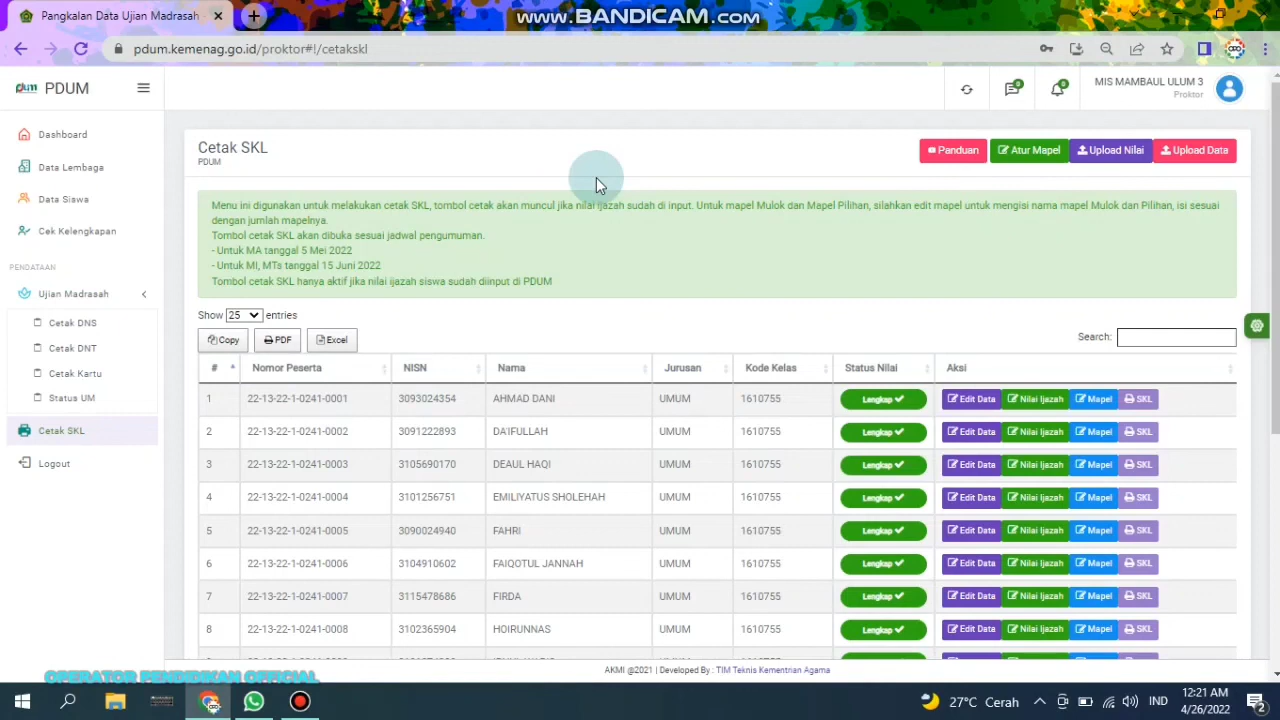 Pangkalan Data Ujian Madrasah
www.BANDICAM.com
pdum.kemenag.go.id/proktor#!/cetakskl
PDUM
0
0
MIS MAMBAUL ULUM 3
Proktor
Dashboard
Data Lembaga
Data Siswa
Cek Kelengkapan
PENDATAAN
Ujian Madrasah
Cetak DNS
Cetak DNT
Cetak Kartu
Status UM
Cetak SKL
Logout
Cetak SKL
PDUM
Panduan Atur Mapel Upload Nilai Upload Data
Menu ini digunakan untuk melakukan cetak SKL, tombol cetak akan muncul jika nilai ijazah sudah di input. Untuk mapel Mulok dan Mapel Pilihan, silahkan edit mapel untuk mengisi nama mapel Mulok dan Pilihan, isi sesuai
dengan jumlah mapelnya.
Tombol cetak SKL akan dibuka sesuai jadwal pengumuman.
- Untuk MA tanggal 5 Mei 2022
- Untuk MI, MTs tanggal 15 Juni 2022
Tombol cetak SKL hanya aktif jika nilai ijazah siswa sudah diinput di PDUM
Show 25 entries
Copy PDF Excel
Search:
# Nomor Peserta NISN Nama Jurusan Kode Kelas Status Nilai Aksi
1 22-13-22-1-0241-0001 3093024354 AHMAD DANI UMUM 1610755 Lengkap Edit Data Nilai Ijazah Mapel SKL
2 22-13-22-1-0241-0002 3091222893 DA'IFULLAH UMUM 1610755 Lengkap Edit Data Nilai Ijazah Mapel SKL
3 22-13-22-1-0241-0003 3105690170 DEAUL HAQI UMUM 1610755 Lengkap Edit Data Nilai Ijazah Mapel SKL
4 22-13-22-1-0241-0004 3101256751 EMILIYATUS SHOLEHAH UMUM 1610755 Lengkap Edit Data Nilai Ijazah Mapel SKL
5 22-13-22-1-0241-0005 3090024940 FAHRI UMUM 1610755 Lengkap Edit Data Nilai Ijazah Mapel SKL
6 22-13-22-1-0241-0006 3104910602 FAIQOTUL JANNAH UMUM 1610755 Lengkap Edit Data Nilai Ijazah Mapel SKL
7 22-13-22-1-0241-0007 3115478686 FIRDA UMUM 1610755 Lengkap Edit Data Nilai Ijazah Mapel SKL
8 22-13-22-1-0241-0008 3102365904 HOIRUNNAS UMUM 1610755 Lengkap Edit Data Nilai Ijazah Mapel SKL
AKMI @2021 | Developed By : TIM Teknis Kementrian Agama
OPERATOR PENDIDIKAN OFFICIAL
27°C Cerah
IND
12:21 AM
4/26/2022
2